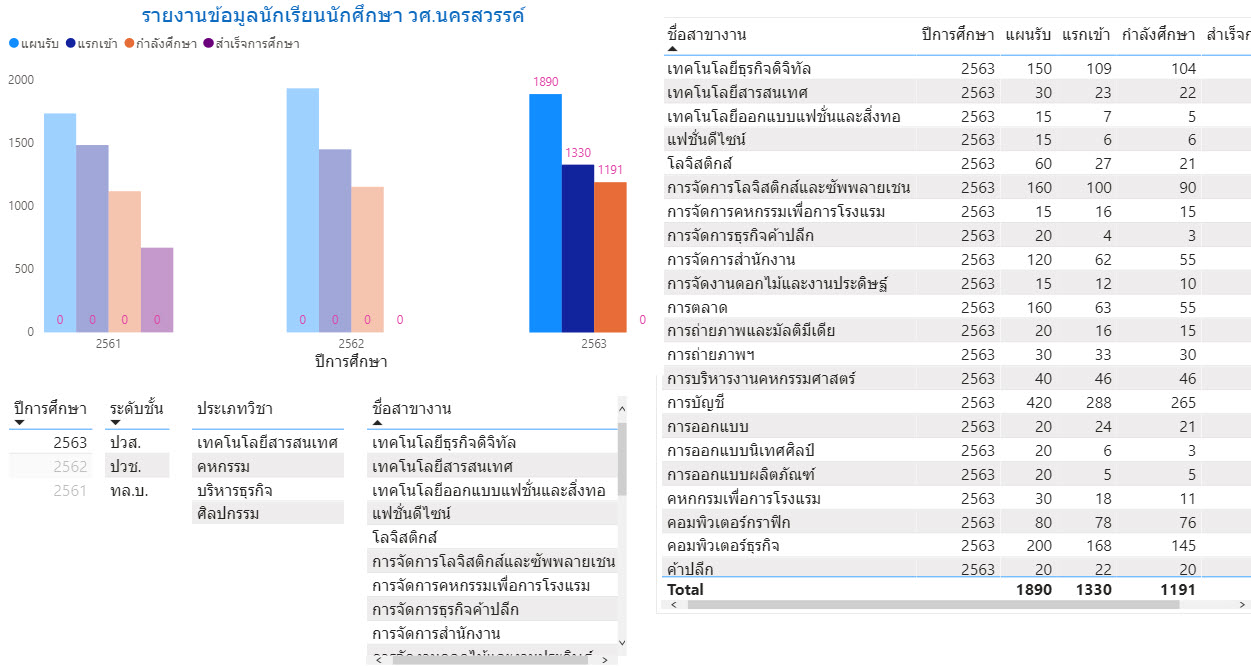 รายงานข้อมูลนักเรียนนักศึกษา วศ.นครสวรรค์
แผนรับ แรกเข้า กำลังศึกษา สำเร็จการศึกษา
2000
1500
1000
500
0
0 0 0 0
0 0 0 0
1890
1330
1191
0
2561 2562 2563
ปีการศึกษา
ปีการศึกษา
2563
2562
2561
ระดับชั้น
ปวส.
ปวช.
ทล.บ.
ประเภทวิชา
เทคโนโลยีสารสนเทศ
คหกรรม
บริหารธุรกิจ
ศิลปกรรม
ชื่อสาขางาน
เทคโนโลยีธุรกิจดิจิทัล
เทคโนโลยีสารสนเทศ
เทคโนโลยีออกแบบแฟชั่นและสิ่งทอ
แฟชั่นดีไซน์
โลจิสติกส์
การจัดการโลจิสติกส์และซัพพลายเชน
การจัดการคหกรรมเพื่อการโรงแรม
การจัดการธุรกิจค้าปลีก
การจัดการสำนักงาน
การจัดงานดอกไม้และงานประดิษฐ์
ชื่อสาขางาน ปีการศึกษา แผนรับ แรกเข้า กำลังศึกษา สำเร็จก
เทคโนโลยีธุรกิจดิจิทัล 2563 150 109 104
เทคโนโลยีสารสนเทศ 2563 30 23 22
เทคโนโลยีออกแบบแฟชั่นและสิ่งทอ 2563 15 7 5
แฟชั่นดีไซน์ 2563 15 6 6
โลจิสติกส์ 2563 60 27 21
การจัดการโลจิสติกส์และซัพพลายเชน 2563 160 100 90
การจัดการคหกรรมเพื่อการโรงแรม 2563 15 16 15
การจัดการธุรกิจค้าปลีก 2563 20 4 3
การจัดการสำนักงาน 2563 120 62 55
การจัดงานดอกไม้และงานประดิษฐ์ 2563 15 12 10
การตลาด 2563 160 63 55
การถ่ายภาพและมัลติมีเดีย 2563 20 16 15
การถ่ายภาพฯ 2563 30 33 30
การบริหารงานคหกรรมศาสตร์ 2563 40 46 46
การบัญชี 2563 420 288 265
การออกแบบ 2563 20 24 21
การออกแบบนิเทศศิลป์ 2563 20 6 3
การออกแบบผลิตภัณฑ์ 2563 20 5 5
คหกกรมเพื่อการโรงแรม 2563 30 18 11
คอมพิวเตอร์กราฟิก 2563 80 78 76
คอมพิวเตอร์ธุรกิจ 2563 200 168 145
ค้าปลีก 2563 20 22 20
Total 1890 1330 1191